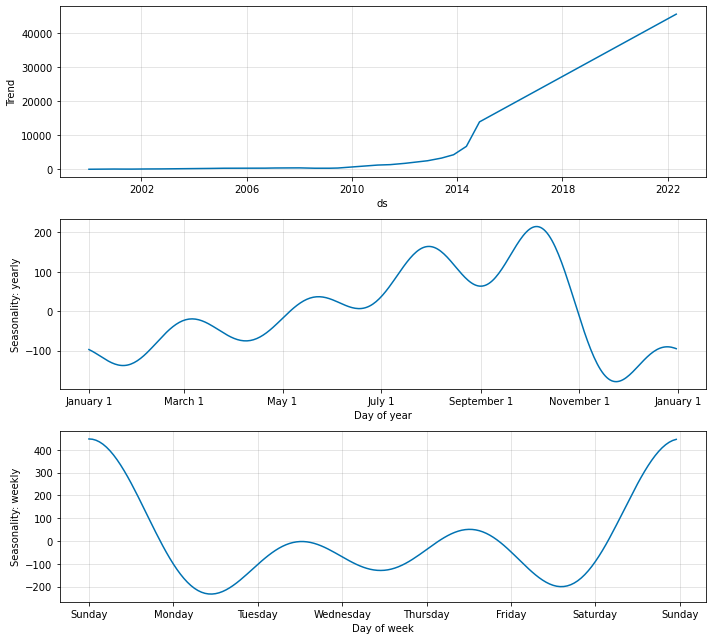 40000
30000
20000
10000
0
Trend
2002 2006 2010 2014 2018 2022
ds
200
100
0
−100
Seasonality: yearly
January 1 March 1 May 1 July 1 September 1 November 1 January 1
Day of year
400
300
200
100
0
−100
−200
Seasonality: weekly
Sunday Monday Tuesday Wednesday Thursday Friday Saturday Sunday
Day of week